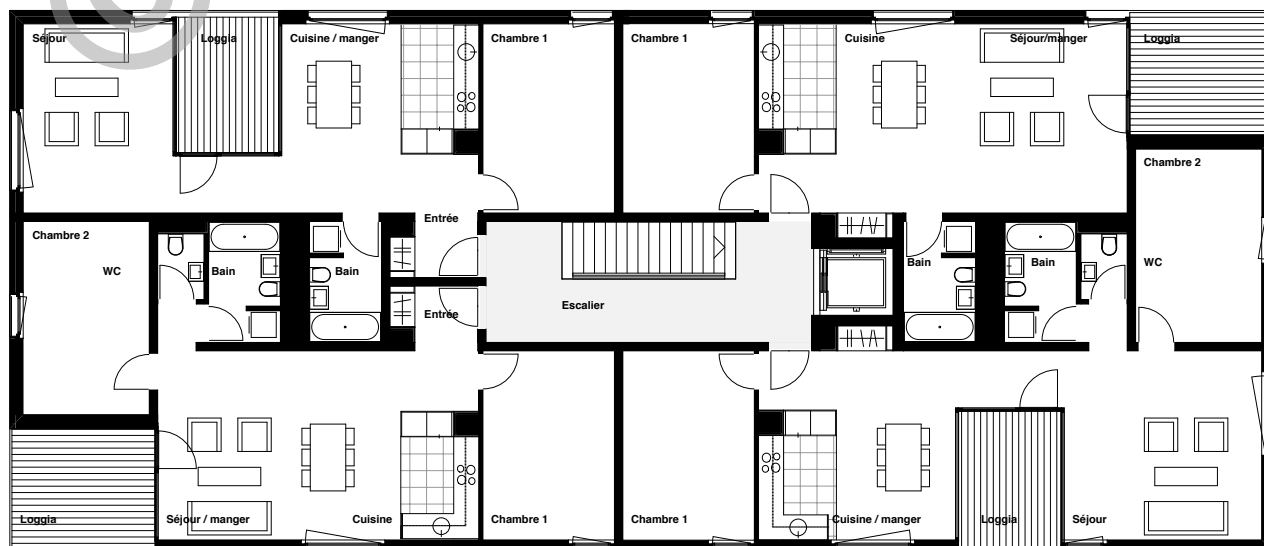 Séjour
Loggia
Cuisine / manger
Chambre 1
Chambre 1
Cuisine
Séjour/manger
Loggia
Chambre 2
Entrée
Chambre 2
WC
Bain
Bain
Bain
Bain
WC
Escalier
Entrée
Loggia
Séjour / manger
Cuisine
Chambre 1
Chambre 1
Cuisine / manger
Loggia
Séjour